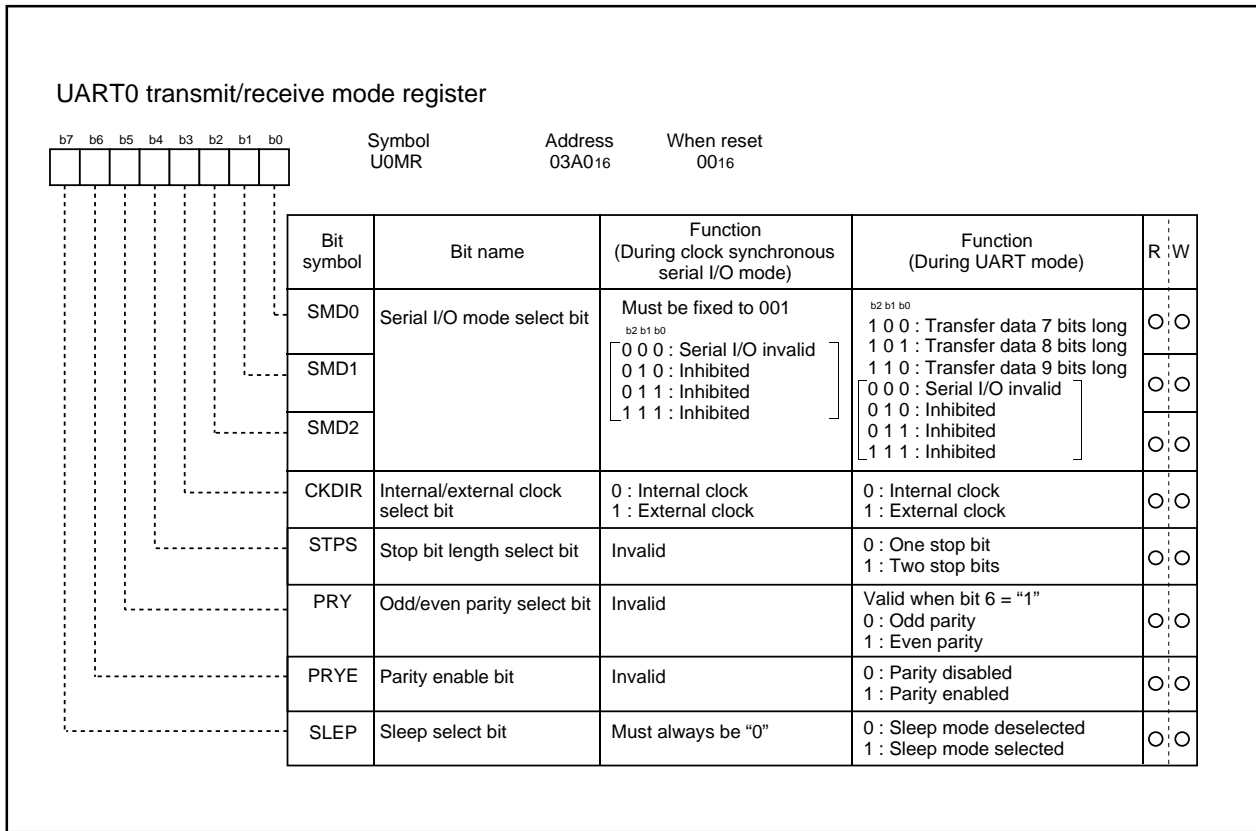 UART0 transmit/receive mode register
b7 b6 b5 b4 b3 b2 b1 b0
Symbol Address When reset
U0MR 03A016 0016
Bit symbol Bit name Function (During clock synchronous serial I/O mode) Function (During UART mode) R W
SMD0 Serial I/O mode select bit
SMD1
SMD2
Must be fixed to 001
b2 b1 b0
0 0 0 : Serial I/O invalid
0 1 0 : Inhibited
0 1 1 : Inhibited
1 1 1 : Inhibited
b2 b1 b0
1 0 0 : Transfer data 7 bits long
1 0 1 : Transfer data 8 bits long
1 1 0 : Transfer data 9 bits long
0 0 0 : Serial I/O invalid
0 1 0 : Inhibited
0 1 1 : Inhibited
1 1 1 : Inhibited
CKDIR Internal/external clock select bit
0 : Internal clock
1 : External clock
0 : Internal clock
1 : External clock
STPS Stop bit length select bit Invalid
0 : One stop bit
1 : Two stop bits
PRY Odd/even parity select bit Invalid
Valid when bit 6 = “1”
0 : Odd parity
1 : Even parity
PRYE Parity enable bit Invalid
0 : Parity disabled
1 : Parity enabled
SLEP Sleep select bit Must always be “0”
0 : Sleep mode deselected
1 : Sleep mode selected